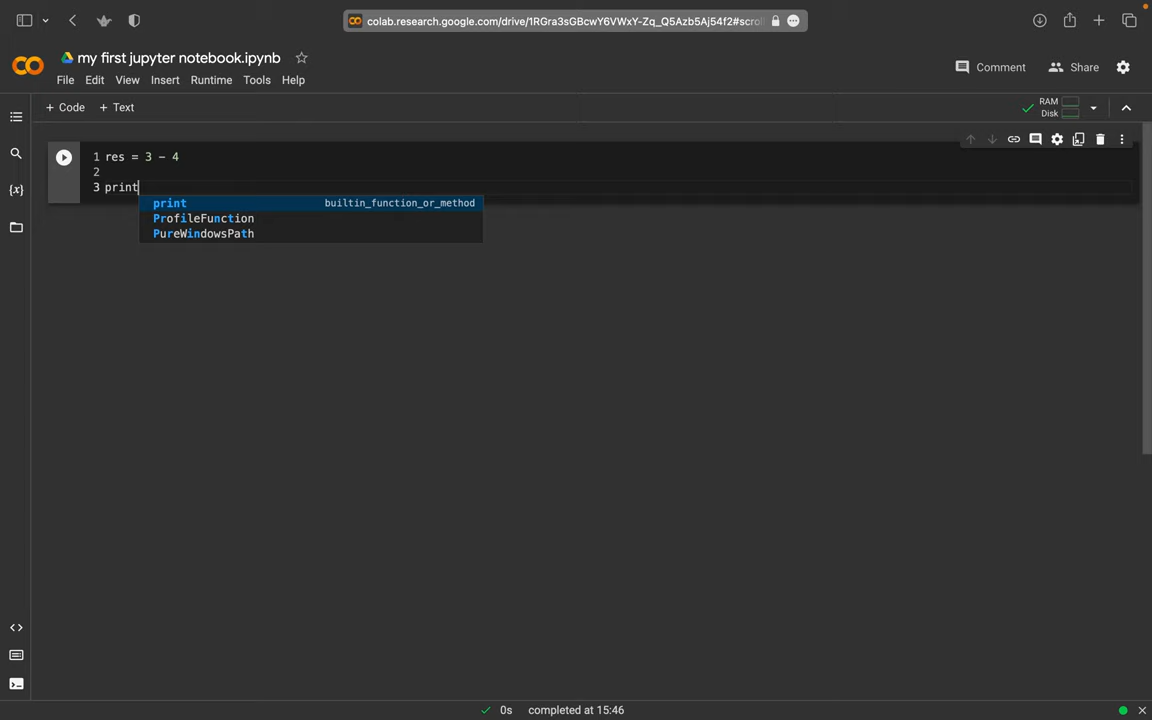 colab.research.google.com/drive/1RGra3sGBcwY6VWxY-Zq_Q5Azb5Aj54f2#scrol
my first jupyter notebook.ipynb
File Edit View Insert Runtime Tools Help
Comment Share
+ Code + Text
RAM
Disk
1 res = 3 - 4
2
3 print
print builtin_function_or_method
ProfileFunction
PureWindowsPath
{x}
0s completed at 15:46